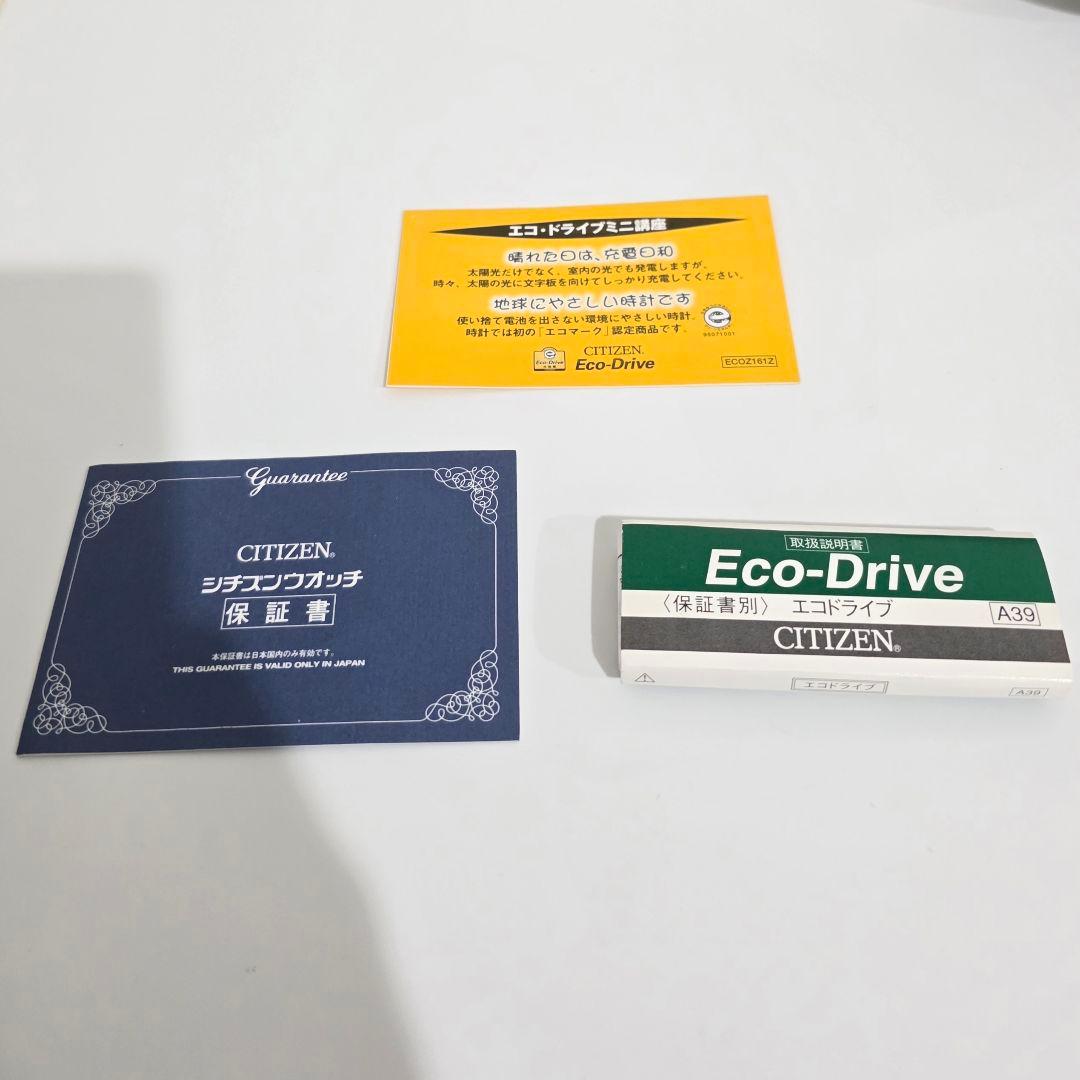 エコ・ドライブミニ講座
晴れた日は、充電日和
太陽光だけでなく、室内の光でも発電しますが、
時々、太陽の光に文字板を向けてしっかり充電してください。
地球にやさしい時計です
使い捨て電池を出さない環境にやさしい時計。
時計では初の「エコマーク」認定商品です。
96071001
Eco-Drive
CITIZEN®
Eco-Drive
ECOZ161Z
Guarantee
CITIZEN®
シチズンウオッチ
保証書
本保証書は日本国内のみ有効です。
THIS GUARANTEE IS VALID ONLY IN JAPAN
取扱説明書
Eco-Drive
〈保証書別〉 エコドライブ
A39
CITIZEN®
エコドライブ
A39